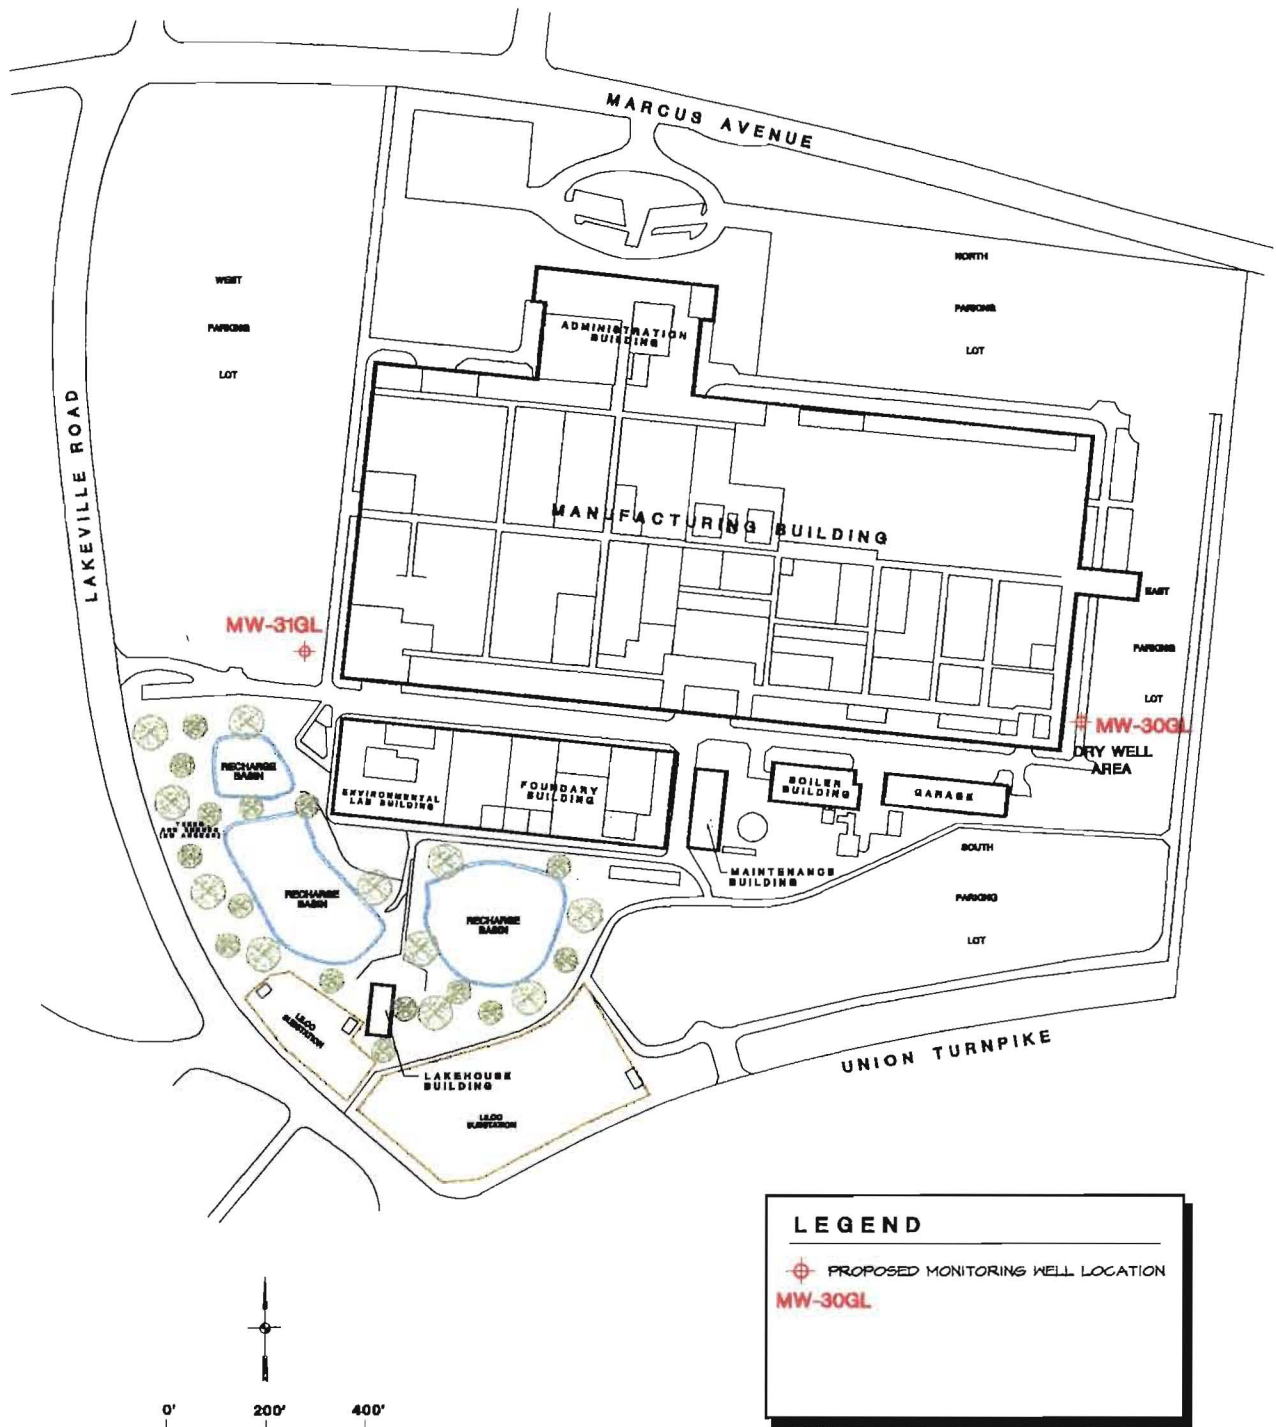 MARCUS AVENUE
WEST
PARKING
LOT
NORTH
PARKING
LOT
ADMINISTRATION
BUILDING
LAKEVILLE ROAD
MANUFACTURING BUILDING
EAST
PARKING
LOT
MW-31GL
MW-30GL
DRY WELL
AREA
RECHARGE
BASIN
ENVIRONMENTAL
LAB BUILDING
FOUNDARY
BUILDING
BOILER
BUILDING
GARAGE
TREES
AND SHRUBS
SOUTH
PARKING
LOT
MAINTENANCE
BUILDING
RECHARGE
BASIN
RECHARGE
BASIN
LILCO
SUBSTATION
UNION TURNPIKE
LAKEHOUSE
BUILDING
LILCO
SUBSTATION
LEGEND
PROPOSED MONITORING WELL LOCATION
MW-30GL
0' 200' 400'